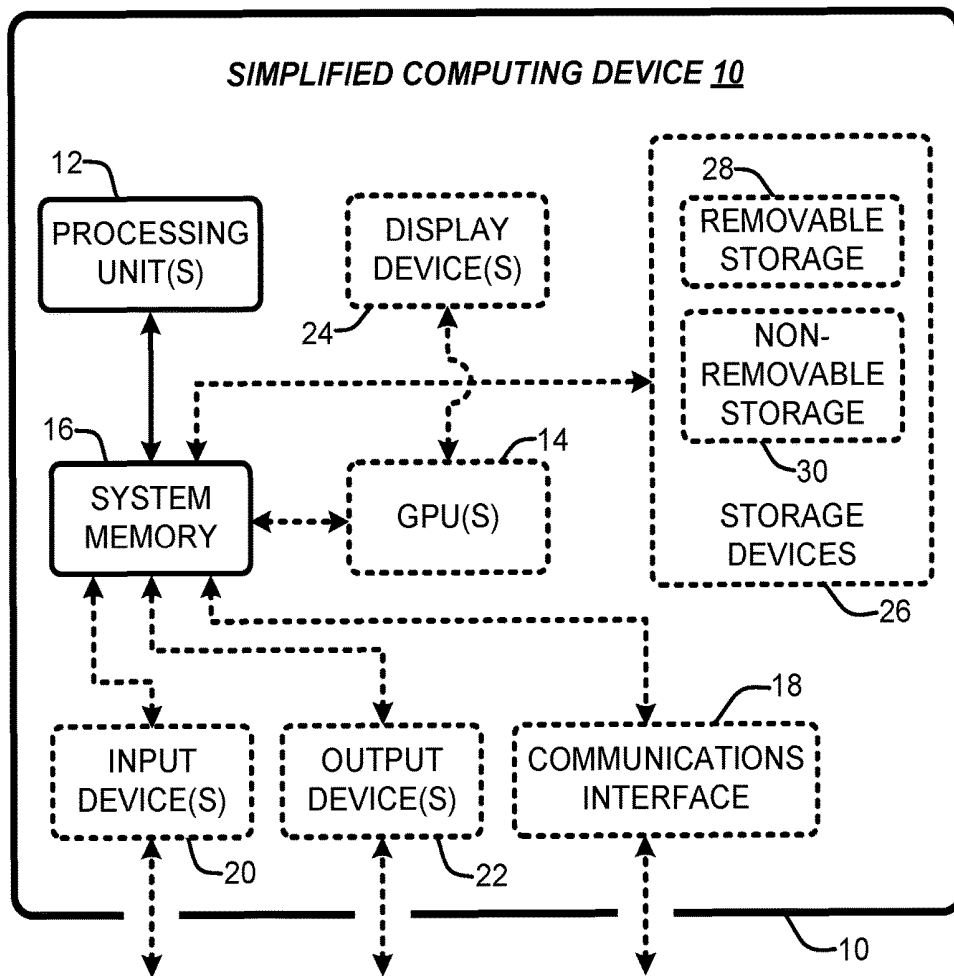 SIMPLIFIED COMPUTING DEVICE 10
12
PROCESSING
UNIT(S)
DISPLAY
DEVICE(S)
24
28
REMOVABLE
STORAGE
NON-
REMOVABLE
STORAGE
30
STORAGE
DEVICES
26
16
SYSTEM
MEMORY
14
GPU(S)
18
INPUT
DEVICE(S)
20
OUTPUT
DEVICE(S)
22
COMMUNICATIONS
INTERFACE
10